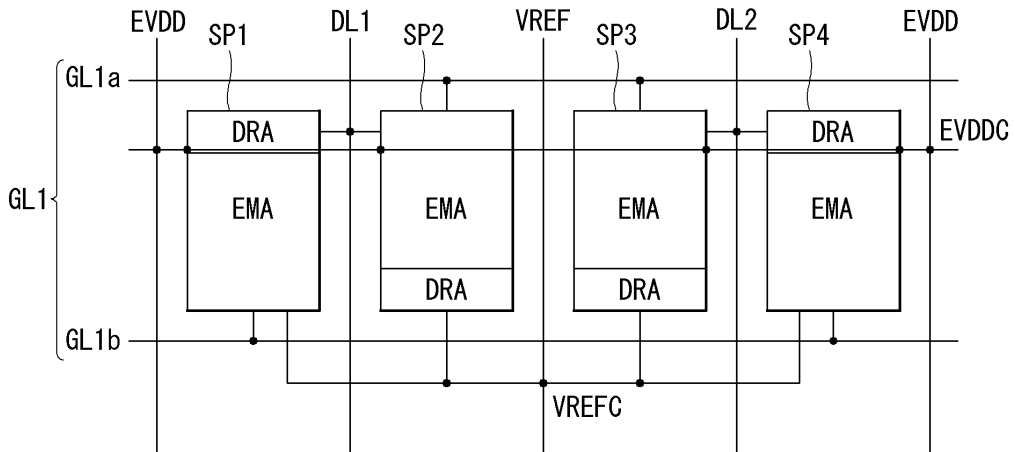 EVDD DL1 VREF DL2 EVDD
SP1 SP2 SP3 SP4
GL1a
DRA DRA
EVDDC
GL1
EMA EMA EMA EMA
DRA DRA
GL1b
VREFC